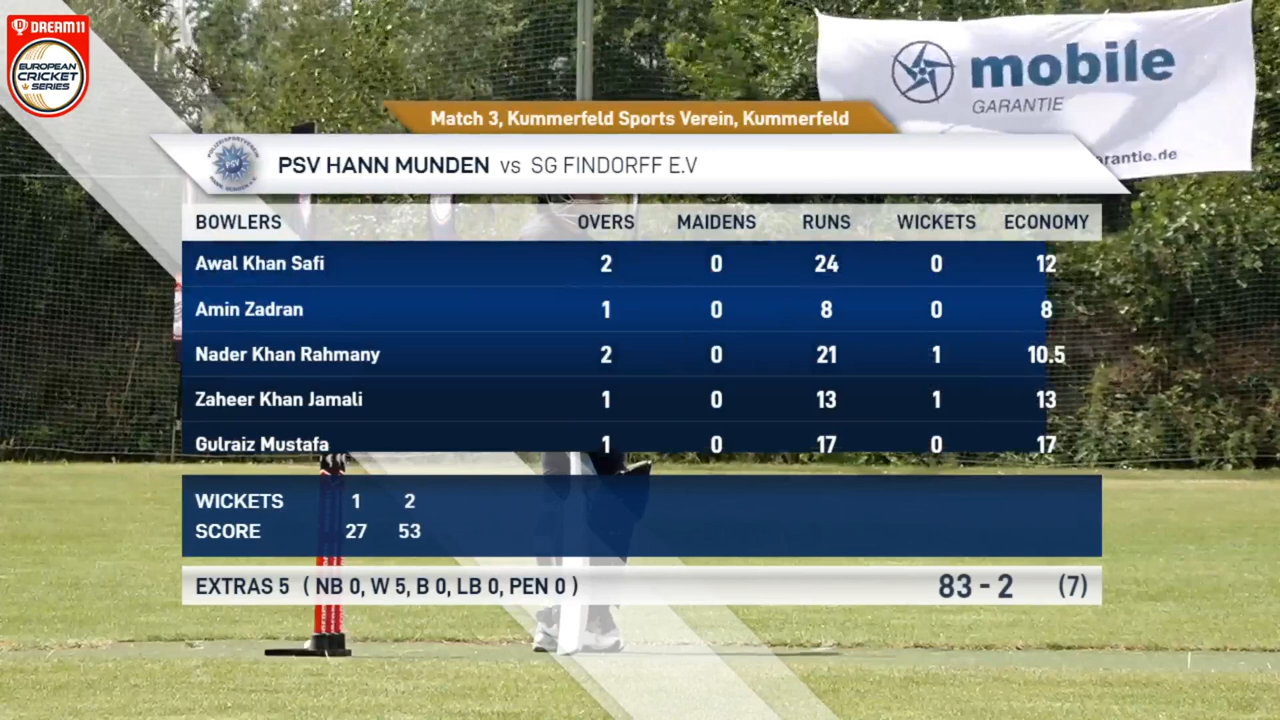 DREAM11
EUROPEAN
CRICKET
SERIES
mobile
GARANTIE
arantie.de
Match 3, Kummerfeld Sports Verein, Kummerfeld
PSV
PSV HANN MUNDEN vs SG FINDORFF E.V
BOWLERS OVERS MAIDENS RUNS WICKETS ECONOMY
Awal Khan Safi 2 0 24 0 12
Amin Zadran 1 0 8 0 8
Nader Khan Rahmany 2 0 21 1 10.5
Zaheer Khan Jamali 1 0 13 1 13
Gulraiz Mustafa 1 0 17 0 17
WICKETS 1 2
SCORE 27 53
EXTRAS 5 ( NB 0, W 5, B 0, LB 0, PEN 0 ) 83 - 2 (7)